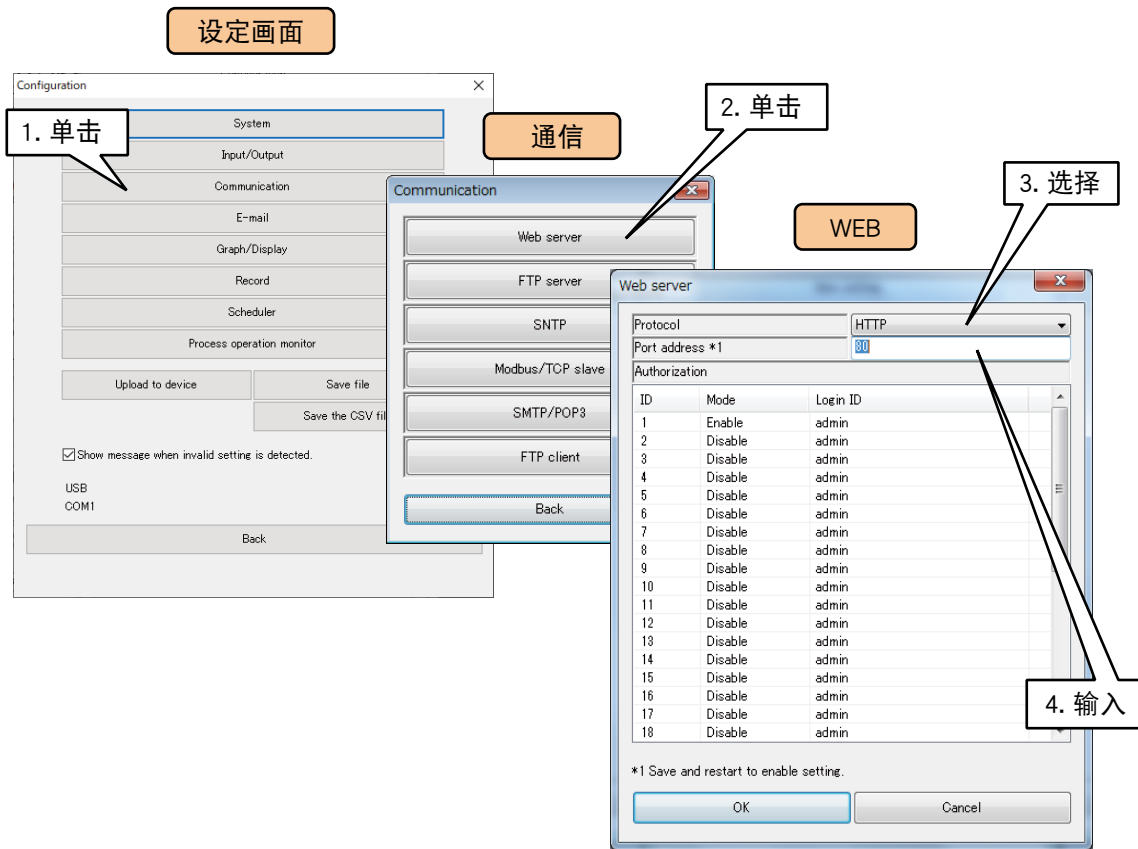 设定画面
Configuration
1. 单击
System
Input/Output
Communication
E-mail
Graph/Display
Record
Scheduler
Process operation monitor
Upload to device
Save file
Save the CSV fil
Show message when invalid setting is detected.
USB
COM1
Back
通信
2. 单击
Communication
Web server
FTP server
SNTP
Modbus/TCP slave
SMTP/POP3
FTP client
Back
WEB
3. 选择
Web server
Protocol HTTP
Port address *1 80
Authorization
ID Mode Login ID
1 Enable admin
2 Disable admin
3 Disable admin
4 Disable admin
5 Disable admin
6 Disable admin
7 Disable admin
8 Disable admin
9 Disable admin
10 Disable admin
11 Disable admin
12 Disable admin
13 Disable admin
14 Disable admin
15 Disable admin
16 Disable admin
17 Disable admin
18 Disable admin
4. 输入
*1 Save and restart to enable setting.
OK Cancel